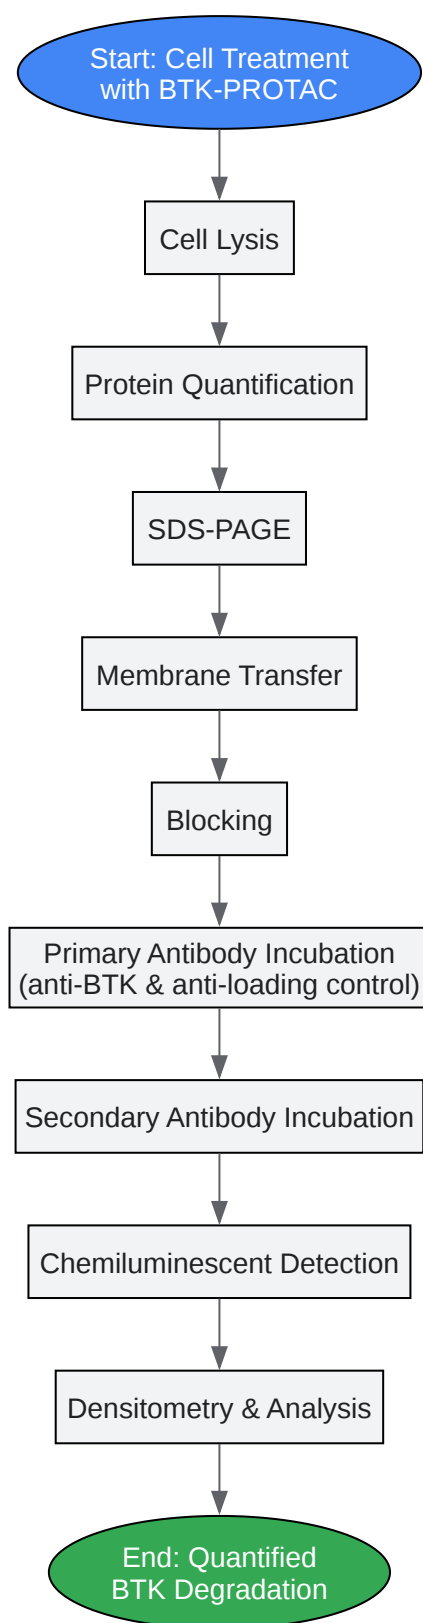 Start: Cell Treatment
with BTK-PROTAC
Cell Lysis
Protein Quantification
SDS-PAGE
Membrane Transfer
Blocking
Primary Antibody Incubation
(anti-BTK & anti-loading control)
Secondary Antibody Incubation
Chemiluminescent Detection
Densitometry & Analysis
End: Quantified
BTK Degradation